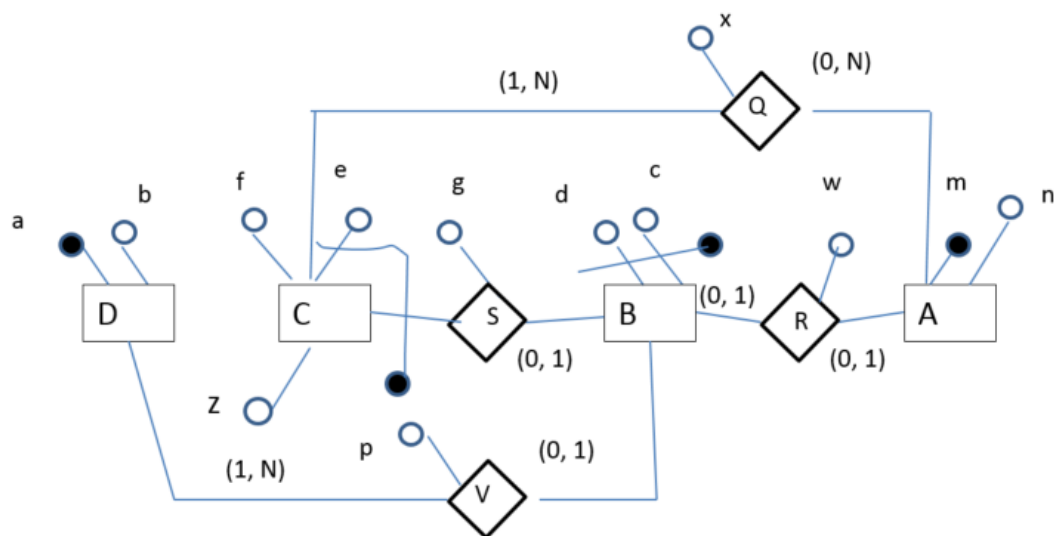 x
(1, N)
(0, N)
Q
f
e
g
d
c
w
m
n
a
b
D
C
S
B
(0, 1)
R
A
(0, 1)
(0, 1)
Z
p
(1, N)
(0, 1)
V